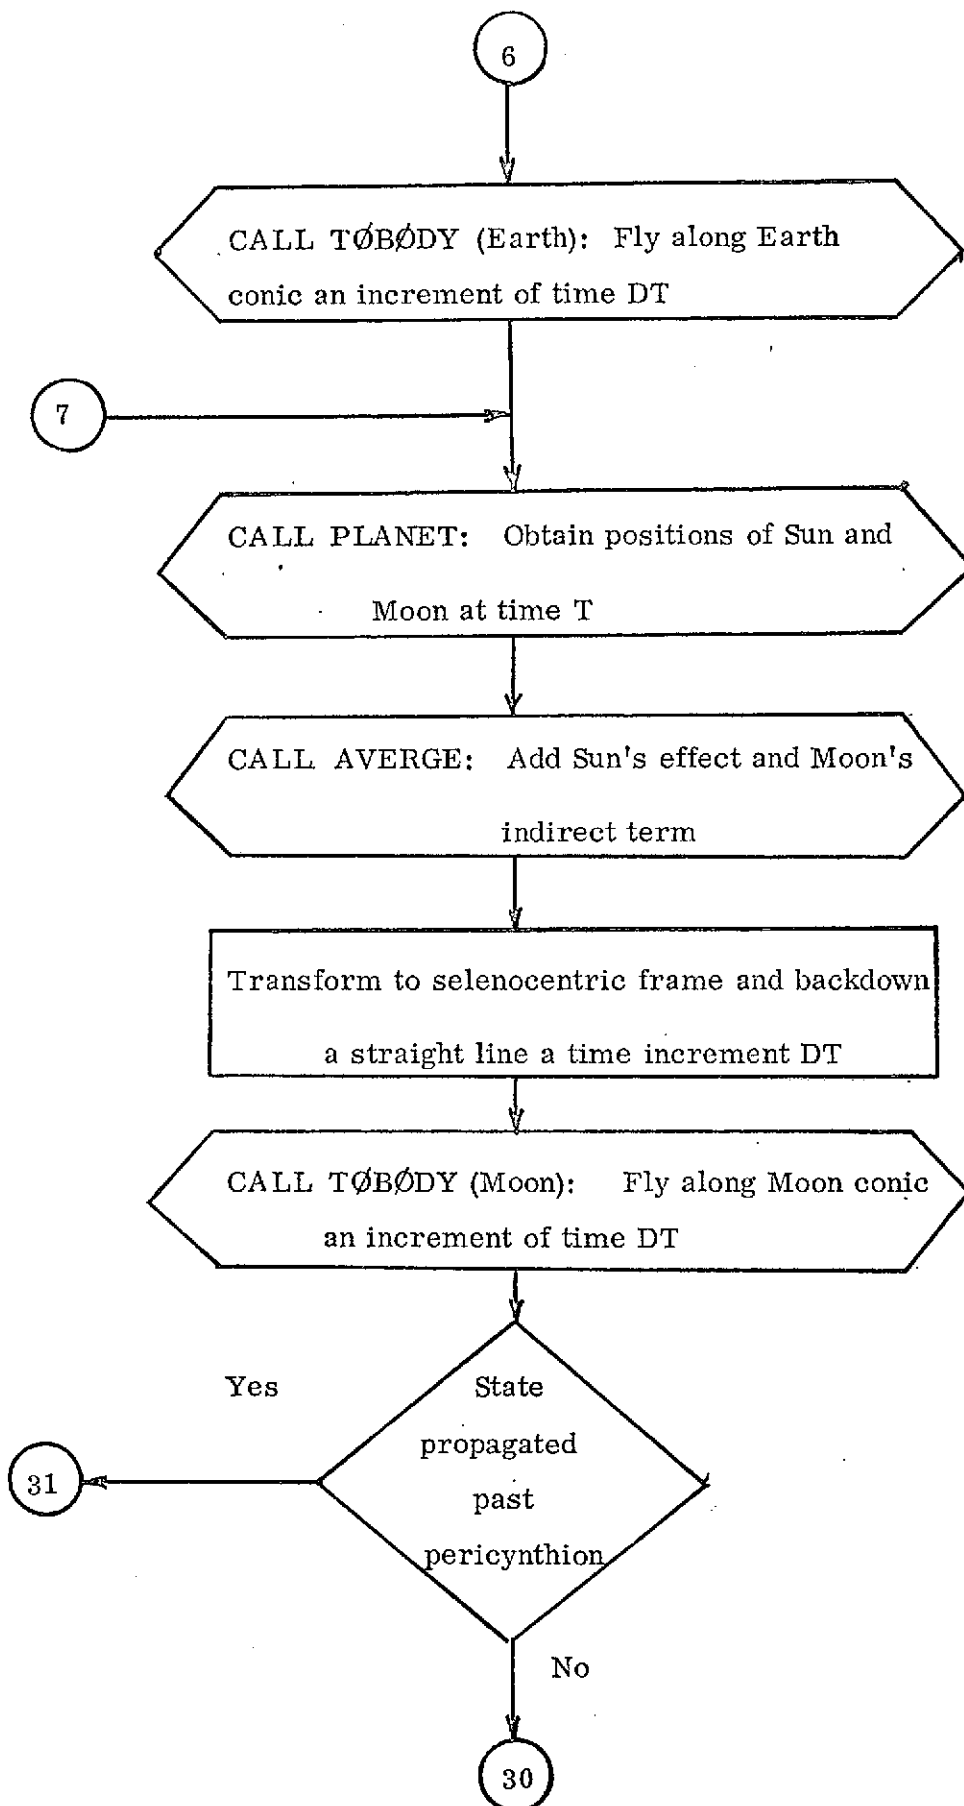 6
CALL TØBØDY (Earth): Fly along Earth
conic an increment of time DT
7
CALL PLANET: Obtain positions of Sun and
Moon at time T
CALL AVERGE: Add Sun's effect and Moon's
indirect term
Transform to selenocentric frame and backdown
a straight line a time increment DT
CALL TØBØDY (Moon): Fly along Moon conic
an increment of time DT
Yes
State
propagated
past
pericynthion
31
No
30